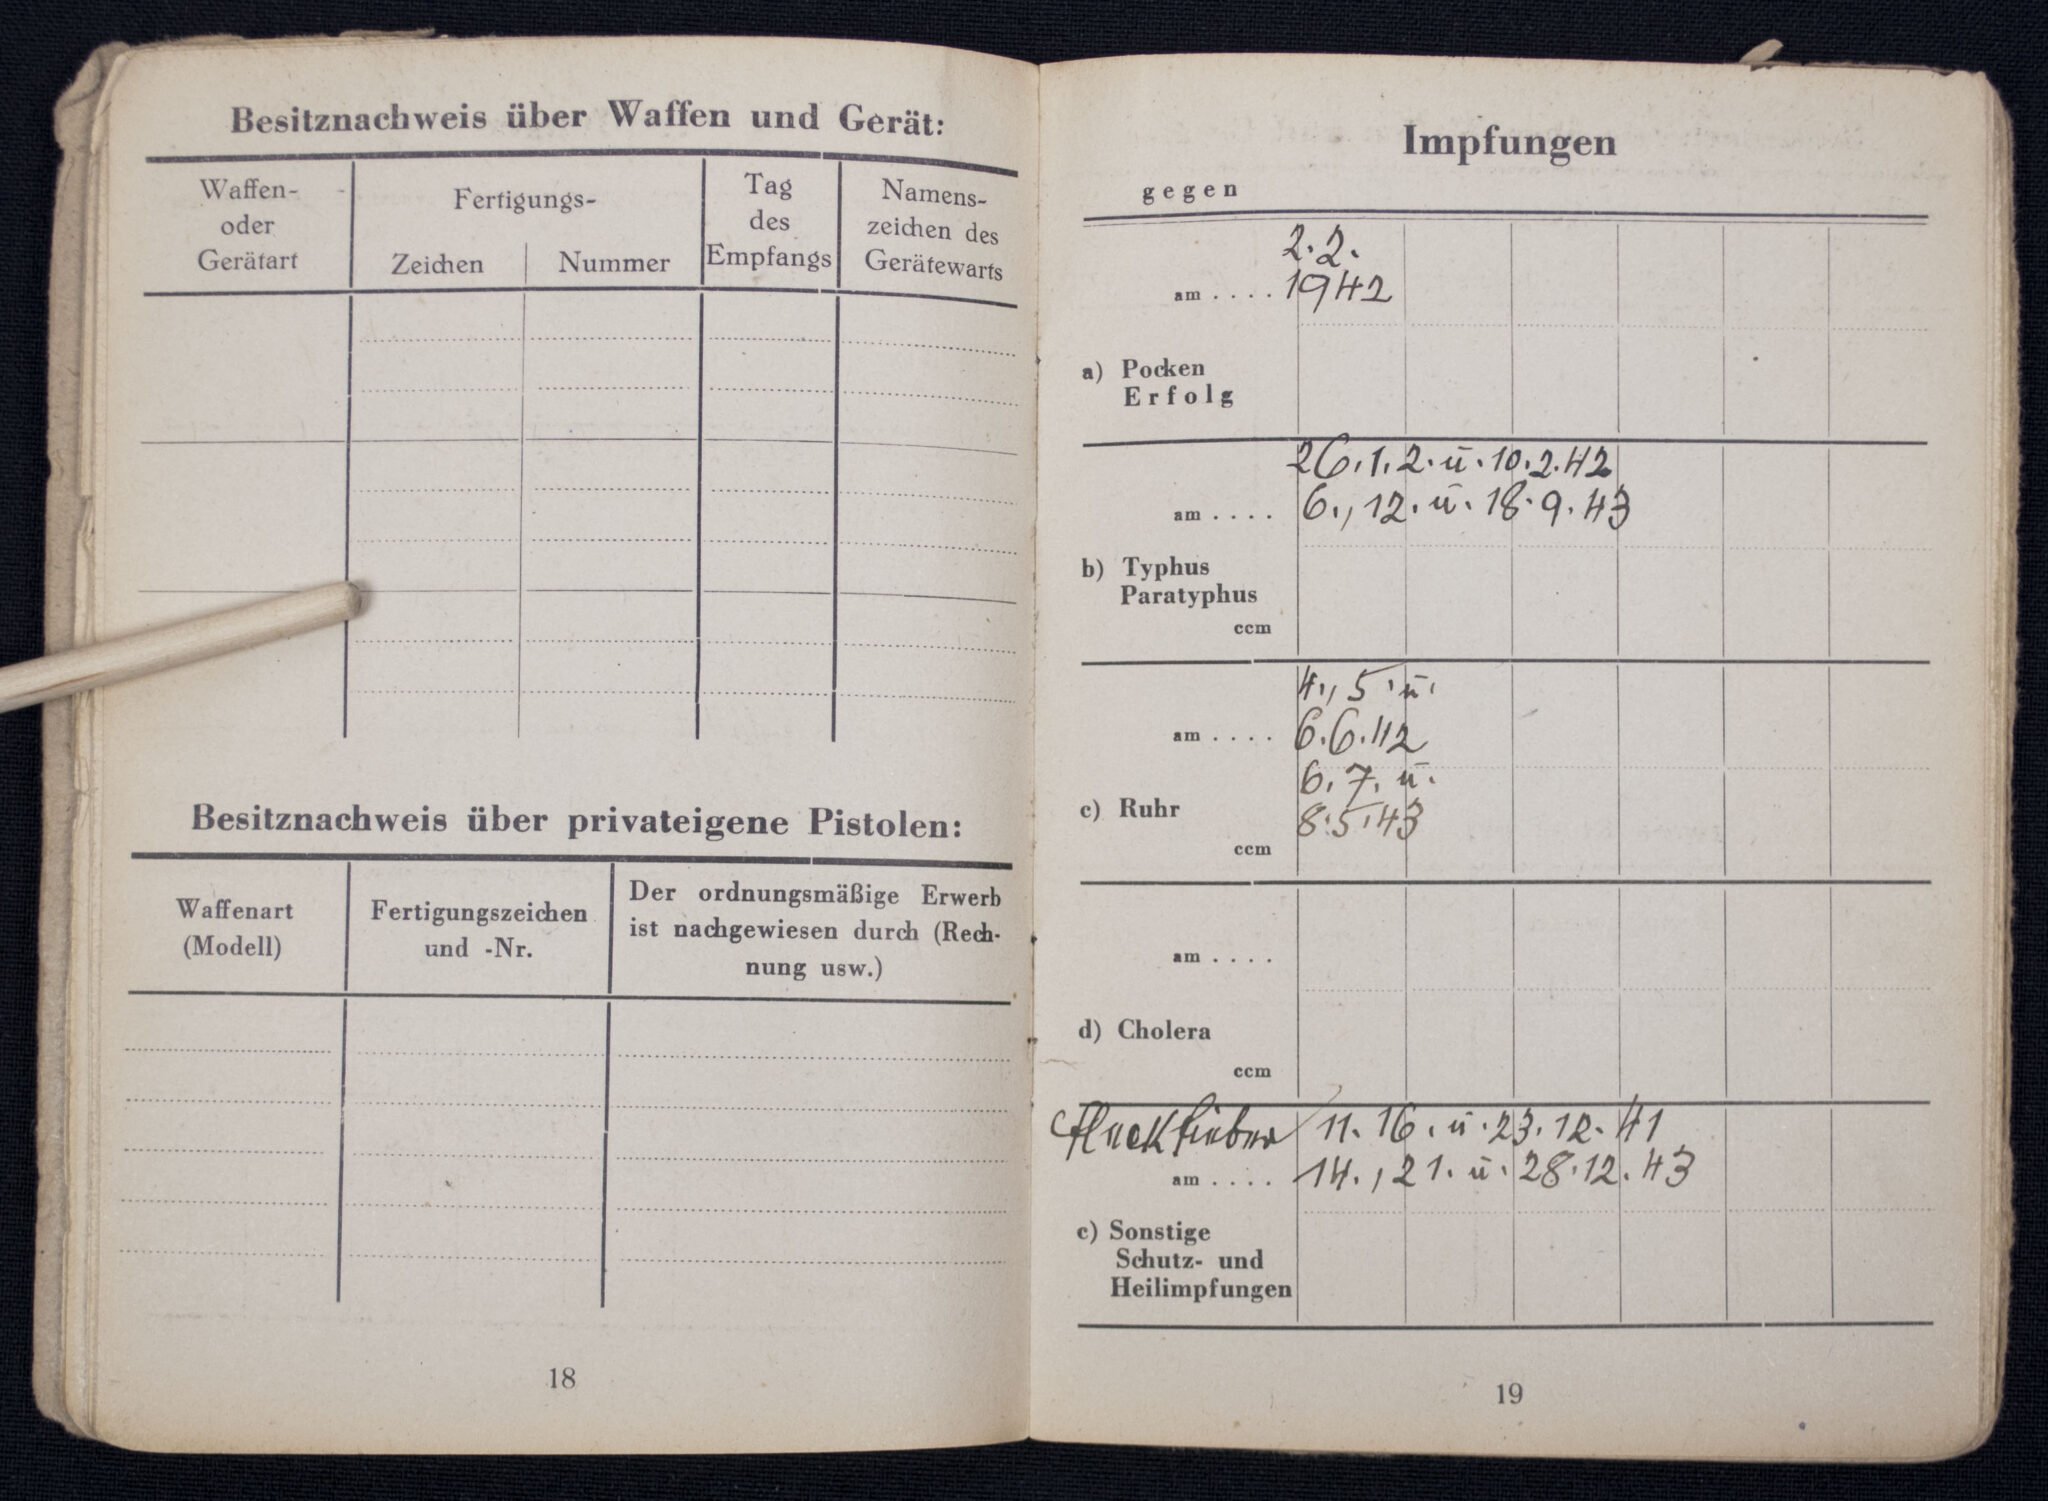 Besitznachweis über Waffen und Gerät:
Waffen-
oder
Gerätart
Fertigungs-
Zeichen
Nummer
Tag
des
Empfangs
Namens-
zeichen des
Gerätewarts
Besitznachweis über privateigene Pistolen:
Waffenart
(Modell)
Fertigungszeichen
und -Nr.
Der ordnungsmäßige Erwerb
ist nachgewiesen durch (Rech-
nung usw.)
18
Impfungen
gegen
2.2.
am .... 1942
a) Pocken
Erfolg
26.1.2.u.10.2.42
am .... 6.,12.u.18.9.43
b) Typhus
Paratyphus
ccm
4.,5.u.
am .... 6.6.42
6.7.u.
c) Ruhr 8.5.43
ccm
am ....
d) Cholera
ccm
Fleckfieber 11.16.u.23.12.41
am .... 14.,21.u.28.12.43
e) Sonstige
Schutz- und
Heilimpfungen
19